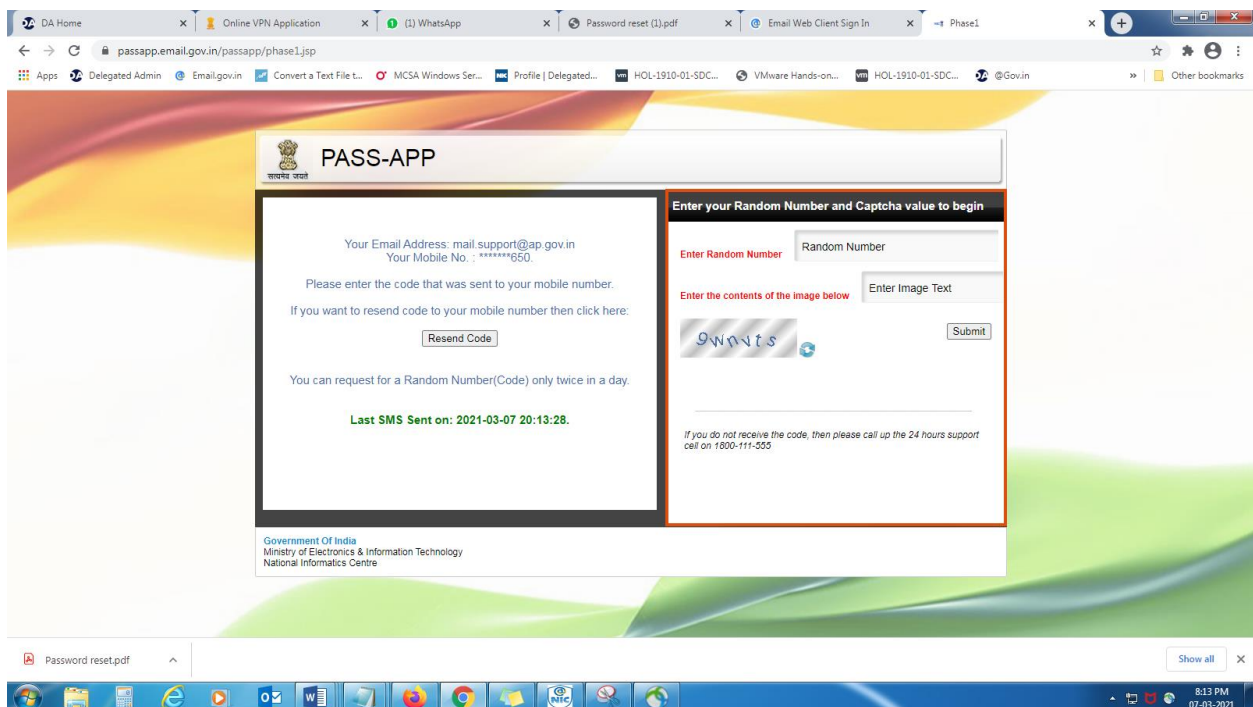 DA Home
Online VPN Application
(1) WhatsApp
Password reset (1).pdf
Email Web Client Sign In
Phase1
passapp.email.gov.in/passapp/phase1.jsp
Apps Delegated Admin Email.gov.in Convert a Text File t... MCSA Windows Ser... Profile | Delegated... HOL-1910-01-SDC... VMware Hands-on... HOL-1910-01-SDC... @Gov.in » Other bookmarks
सत्यमेव जयते
PASS-APP
Your Email Address: mail.support@ap.gov.in
Your Mobile No. : *******650.
Please enter the code that was sent to your mobile number.
If you want to resend code to your mobile number then click here:
Resend Code
You can request for a Random Number(Code) only twice in a day.
Last SMS Sent on: 2021-03-07 20:13:28.
Enter your Random Number and Captcha value to begin
Enter Random Number Random Number
Enter the contents of the image below Enter Image Text
9wnvts
Submit
If you do not receive the code, then please call up the 24 hours support
cell on 1800-111-555
Government Of India
Ministry of Electronics & Information Technology
National Informatics Centre
Password reset.pdf
Show all
8:13 PM
07-03-2021